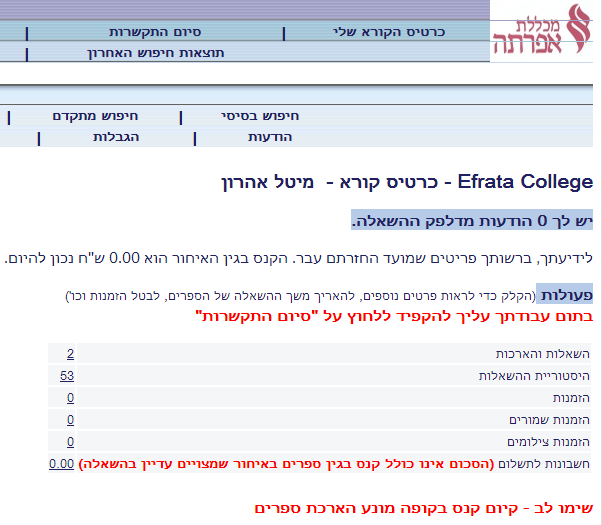 מכללת
אפרתה
כרטיס הקורא שלי | סיום התקשרות |
תוצאות חיפוש האחרון |
חיפוש בסיסי | חיפוש מתקדם |
הודעות | הגבלות |
Efrata College - כרטיס קורא - מיטל אהרון
יש לך 0 הודעות מדלפק ההשאלה.
לידיעתך, ברשותך פריטים שמועד החזרתם עבר. הקנס בגין האיחור הוא 0.00 ש"ח נכון להיום.
פעולות (הקלק כדי לראות פרטים נוספים, להאריך משך ההשאלה של הספרים, לבטל הזמנות וכו')
בתום עבודתך עליך להקפיד ללחוץ על "סיום התקשרות"
השאלות והארכות 2
היסטוריית ההשאלות 53
הזמנות 0
הזמנות שמורים 0
הזמנות צילומים 0
חשבונות לתשלום (הסכום אינו כולל קנס בגין ספרים באיחור שמצויים עדיין בהשאלה) 0.00
שימו לב - קיום קנס בקופה מונע הארכת ספרים